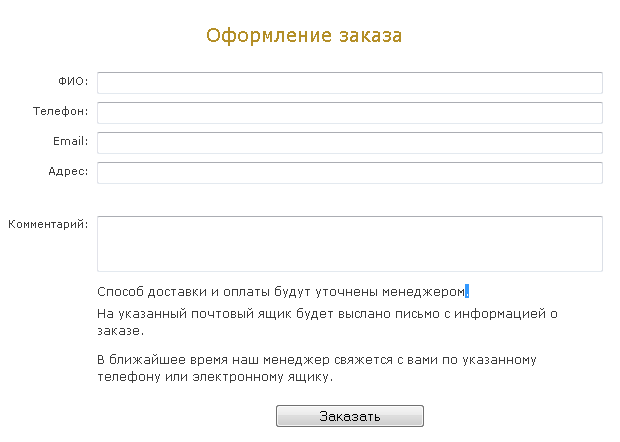 Оформление заказа
ФИО:
Телефон:
Email:
Адрес:
Комментарий:
Способ доставки и оплаты будут уточнены менеджером.
На указанный почтовый ящик будет выслано письмо с информацией о
заказе.
В ближайшее время наш менеджер свяжется с вами по указанному
телефону или электронному ящику.
Заказать